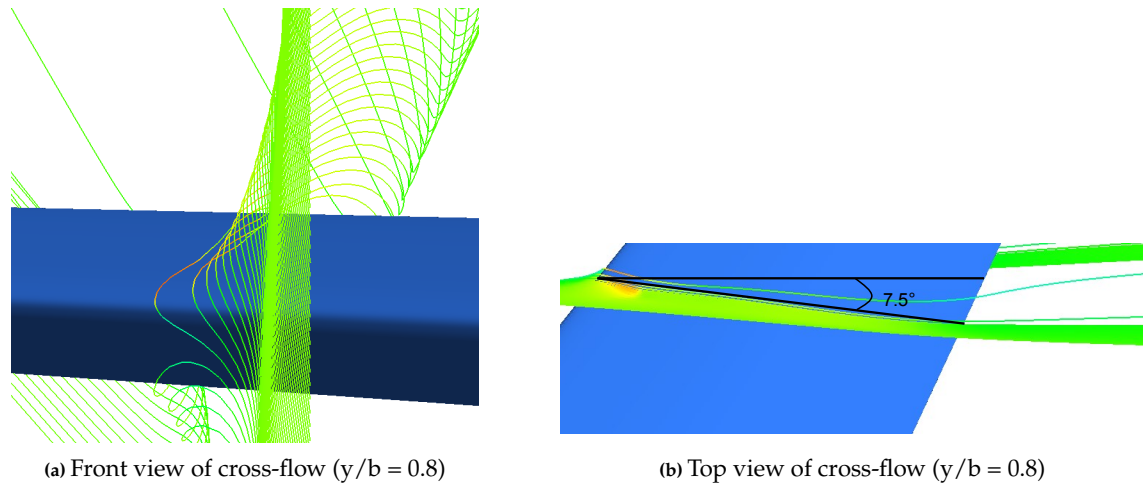 7.5°
(a) Front view of cross-flow (y/b = 0.8)
(b) Top view of cross-flow (y/b = 0.8)